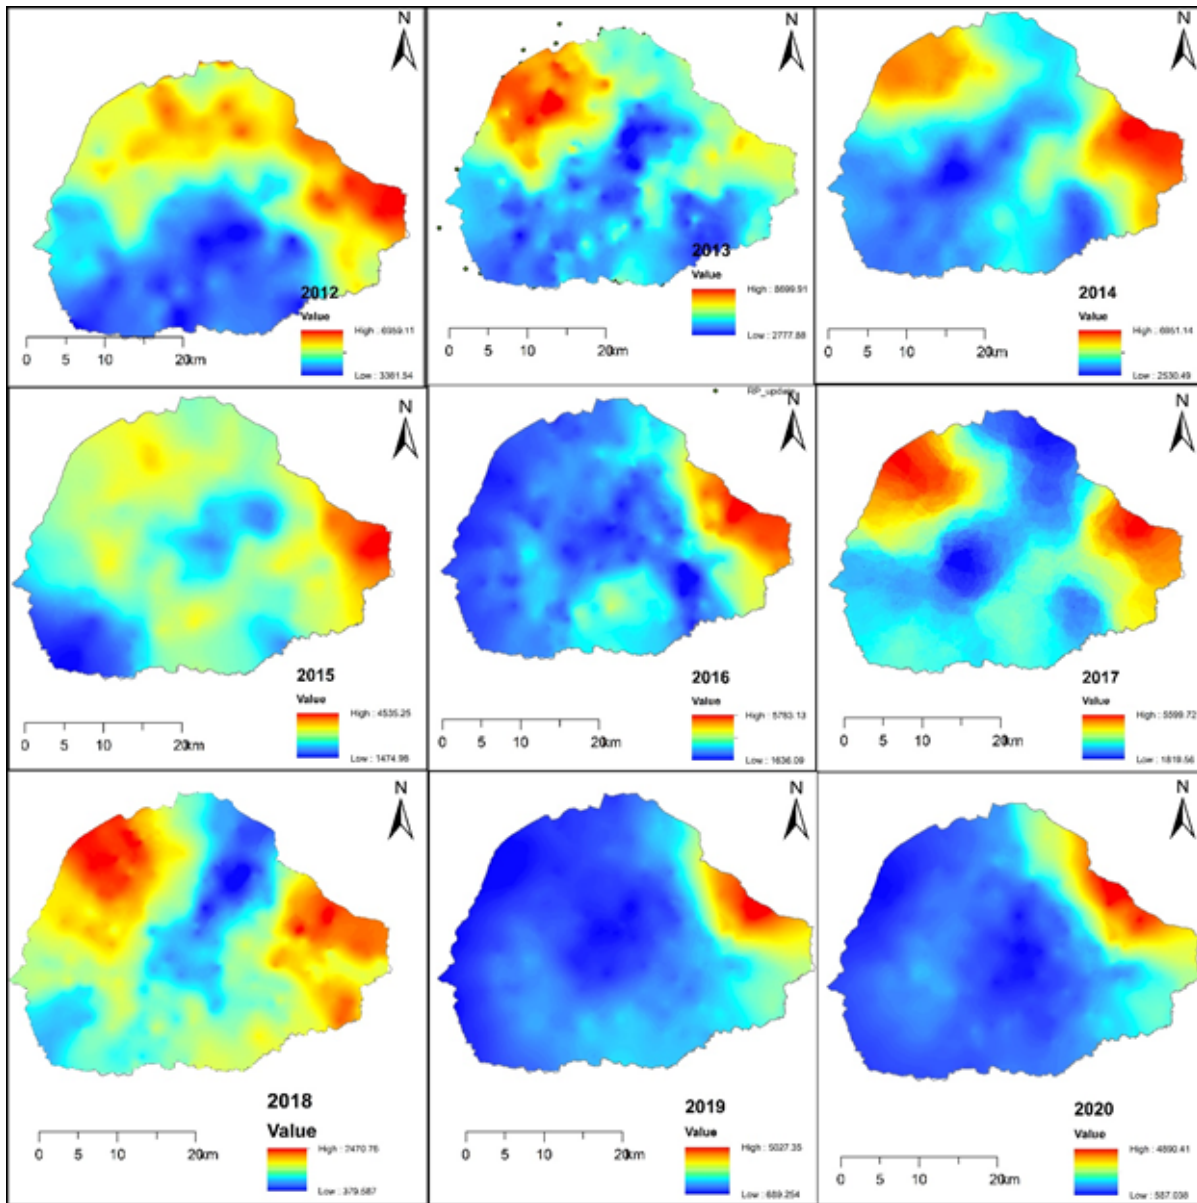 N
2012
Value
High : 6959.11
Low : 3361.54
0 5 10 20km
N
2013
Value
High : 8699.91
Low : 2777.88
0 5 10 20km
N
2014
Value
High : 6951.14
Low : 2530.49
0 5 10 20km
N
2015
Value
High : 4535.25
Low : 1474.98
0 5 10 20km
RP_update
N
2016
Value
High : 5783.13
Low : 1636.09
0 5 10 20km
N
2017
Value
High : 5599.72
Low : 1819.56
0 5 10 20km
N
2018
Value
High : 2470.76
Low : 379.587
0 5 10 20km
N
2019
Value
High : 5027.35
Low : 689.254
0 5 10 20km
N
2020
Value
High : 4890.41
Low : 587.038
0 5 10 20km